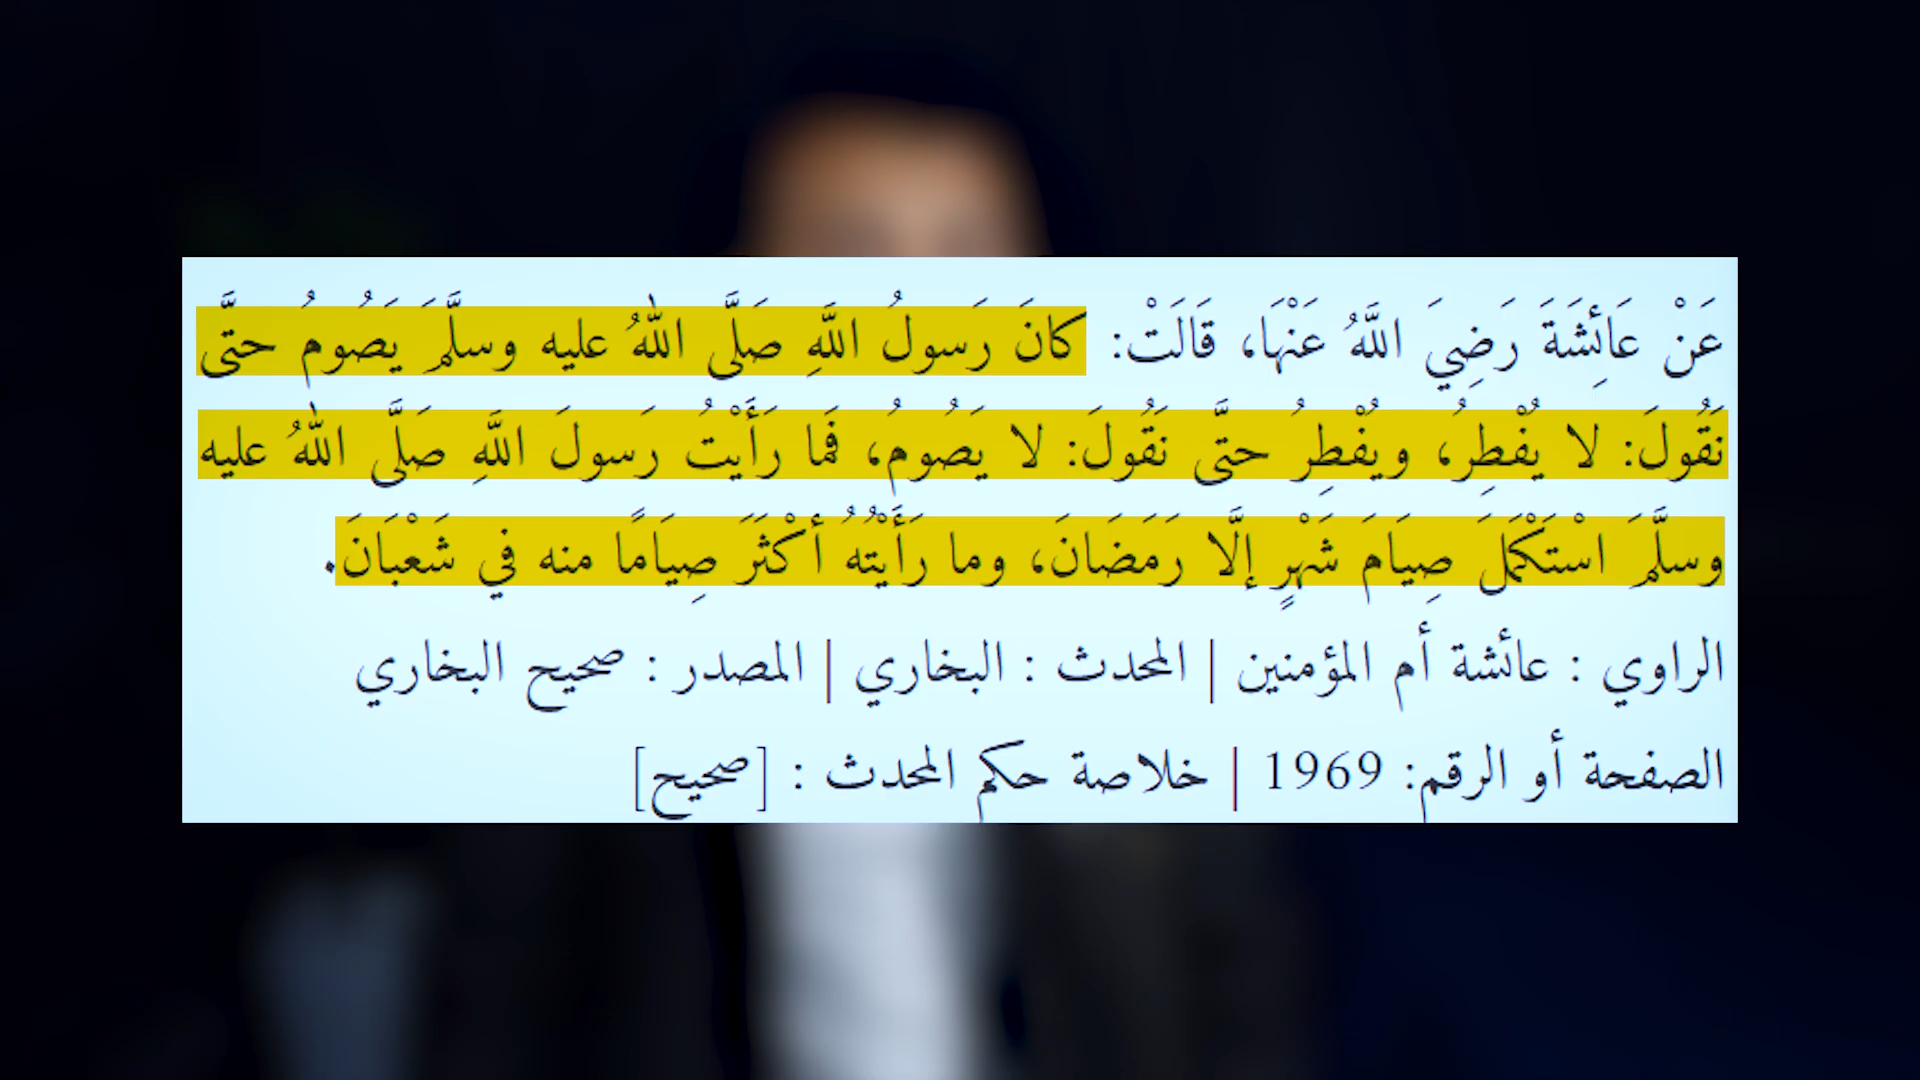 عَنْ عَائِشَةَ رَضِيَ اللَّهُ عَنْهَا، قَالَتْ: كانَ رَسولُ اللَّهِ صَلَّى اللهُ عليه وسلَّمَ يَصُومُ حتَّى
نَقُولَ: لا يُفْطِرُ، ويُفْطِرُ حتَّى نَقُولَ: لا يَصُومُ، فَما رَأَيْتُ رَسولَ اللَّهِ صَلَّى اللهُ عليه
وسلَّمَ اسْتَكْمَلَ صِيَامَ شَهْرٍ إلَّا رَمَضَانَ، وما رَأَيْتُهُ أكْثَرَ صِيَامًا منه في شَعْبَانَ.
الراوي : عائشة أم المؤمنين | المحدث : البخاري | المصدر : صحيح البخاري
الصفحة أو الرقم: 1969 | خلاصة حكم المحدث : [صحيح]